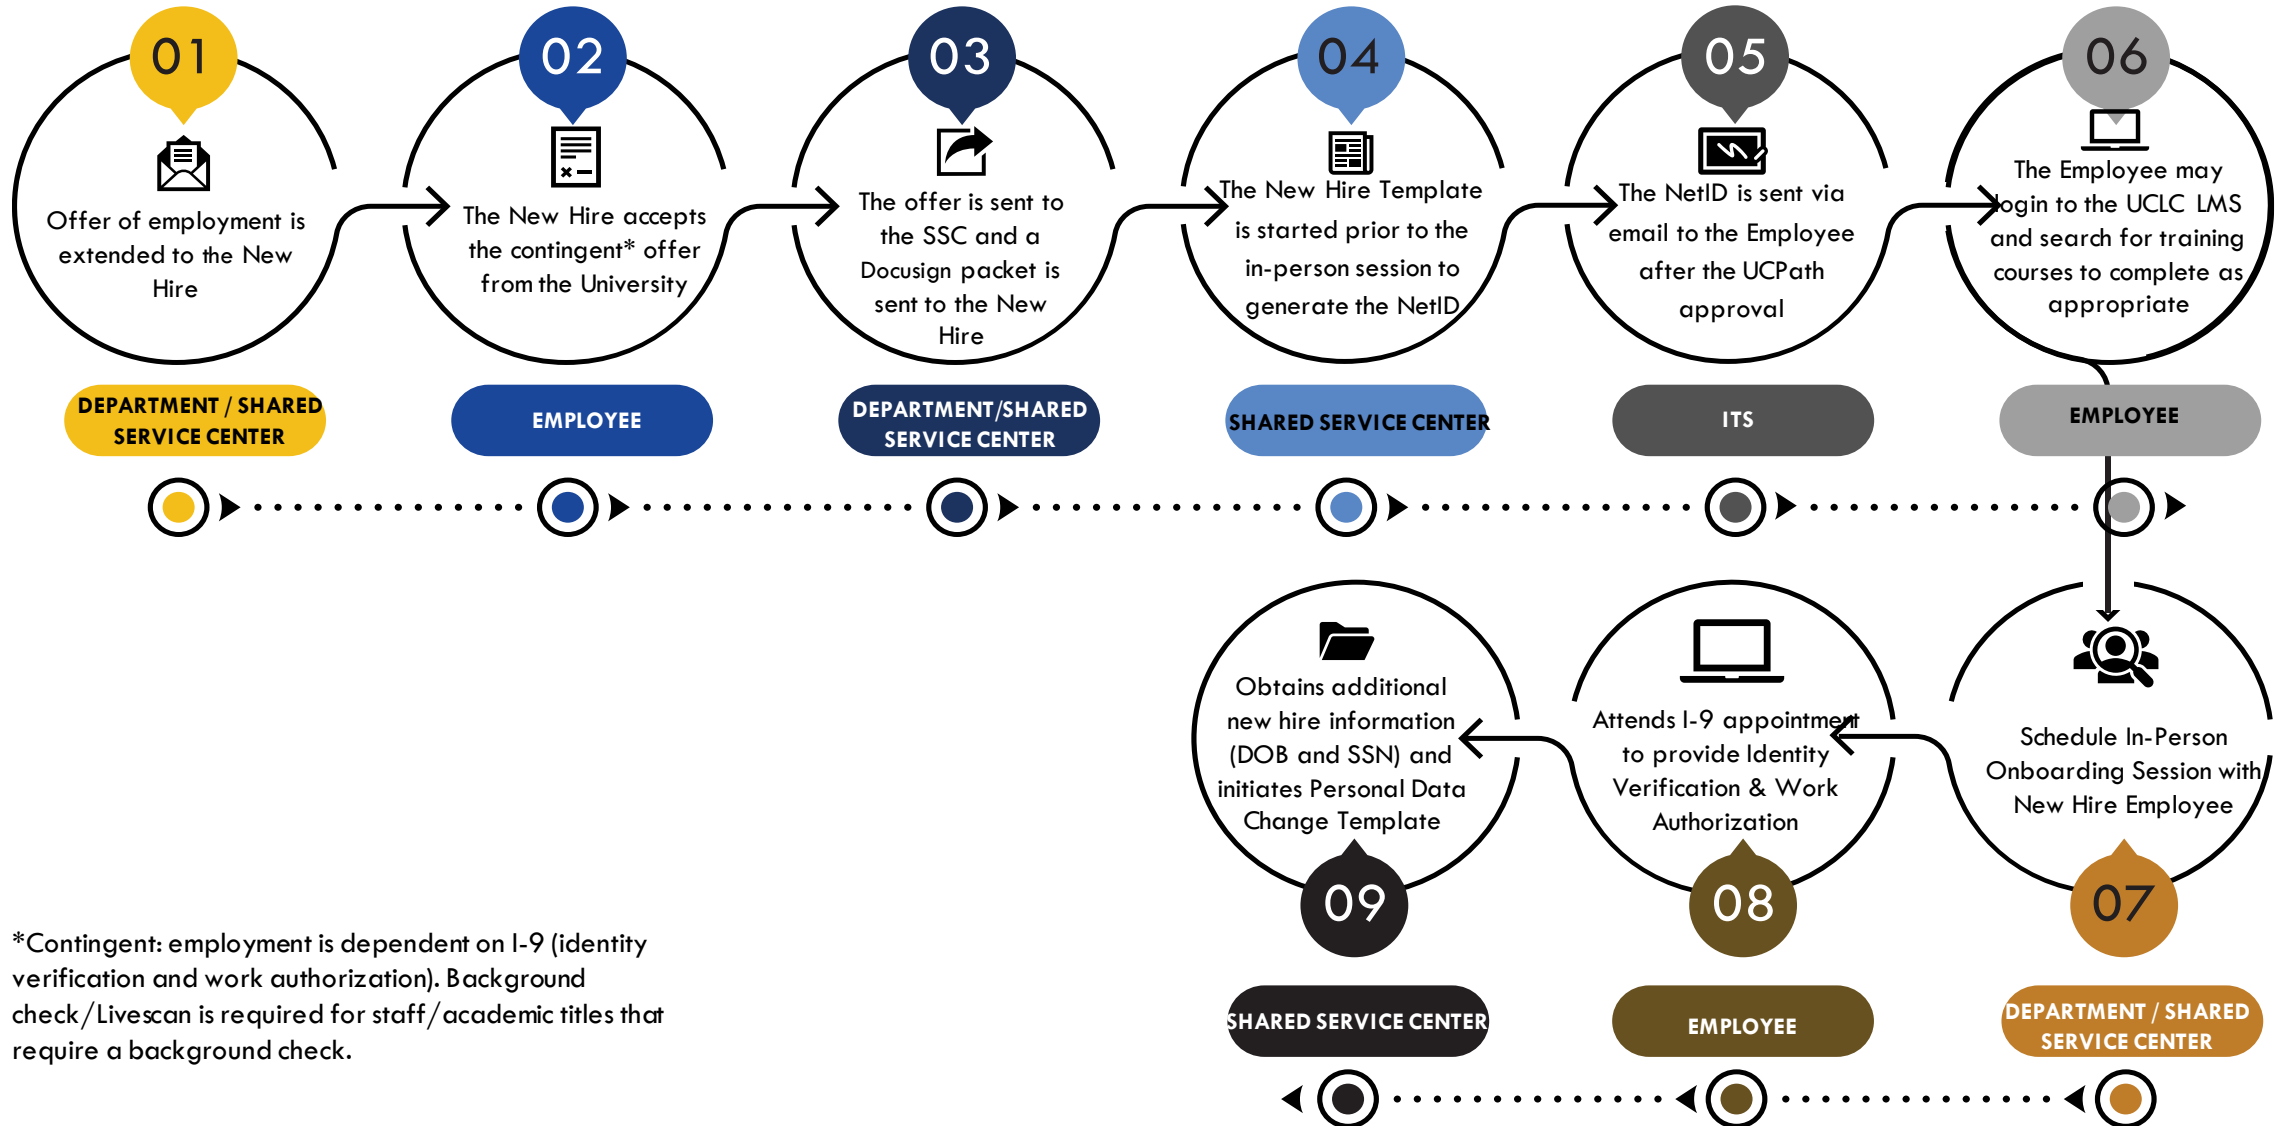 01
Offer of employment is
extended to the New
Hire
DEPARTMENT / SHARED
SERVICE CENTER
02
The New Hire accepts
the contingent* offer
from the University
EMPLOYEE
03
The offer is sent to
the SSC and a
Docusign packet is
sent to the New
Hire
DEPARTMENT/SHARED
SERVICE CENTER
04
The New Hire Template
is started prior to the
in-person session to
generate the NetID
SHARED SERVICE CENTER
05
The NetID is sent via
email to the Employee
after the UCPath
approval
ITS
06
The Employee may
login to the UCLC LMS
and search for training
courses to complete as
appropriate
EMPLOYEE
Schedule In-Person
Onboarding Session with
New Hire Employee
07
DEPARTMENT / SHARED
SERVICE CENTER
Attends I-9 appointment
to provide Identity
Verification & Work
Authorization
08
EMPLOYEE
Obtains additional
new hire information
(DOB and SSN) and
initiates Personal Data
Change Template
09
SHARED SERVICE CENTER
*Contingent: employment is dependent on I-9 (identity
verification and work authorization). Background
check/Livescan is required for staff/academic titles that
require a background check.